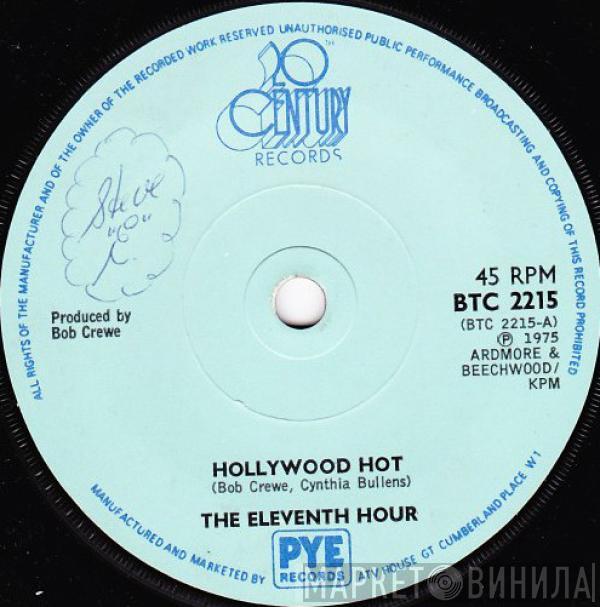 ALL RIGHTS OF THE MANUFACTURER AND OF THE OWNER OF THE RECORDED WORK RESERVED UNAUTHORISED PUBLIC PERFORMANCE BROADCASTING AND COPYING OF THIS RECORD PROHIBITED
20
CENTURY
RECORDS
Steve
45 RPM
BTC 2215
(BTC 2215-A)
Ⓟ 1975
ARDMORE &
BEECHWOOD/
KPM
Produced by
Bob Crewe
HOLLYWOOD HOT
(Bob Crewe, Cynthia Bullens)
THE ELEVENTH HOUR
MANUFACTURED AND MARKETED BY PYE RECORDS ATV HOUSE GT CUMBERLAND PLACE W1
МАРКЕТ ВИНИЛА!